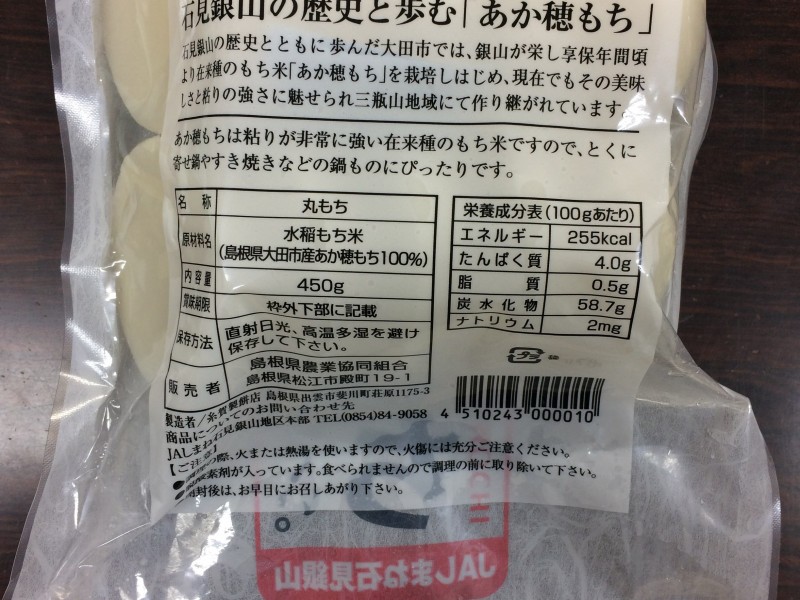 石見銀山の歴史と歩む「あか穂もち」
石見銀山の歴史とともに歩んだ大田市では、銀山が栄し享保年間頃
より在来種のもち米「あか穂もち」を栽培しはじめ、現在でもその美味
しさと粘りの強さに魅せられ三瓶山地域にて作り継がれています。
あか穂もちは粘りが非常に強い在来種のもち米ですので、とくに
寄せ鍋やすき焼きなどの鍋ものにぴったりです。
名称 丸もち
原材料名 水稲もち米
(島根県大田市産あか穂もち100%)
内容量 450g
賞味期限 枠外下部に記載
保存方法 直射日光、高温多湿を避け
保存して下さい。
販売者 島根県農業協同組合
島根県松江市殿町19-1
栄養成分表(100gあたり)
エネルギー 255kcal
たんぱく質 4.0g
脂質 0.5g
炭水化物 58.7g
ナトリウム 2mg
プラ
製造者/糸賀製餅店 島根県出雲市斐川町荘原1175-3
商品についてのお問い合わせ先
JAしまね石見銀山地区本部 TEL(0854)84-9058
4 510243 000010
【ご注意】
●調理の際、火または熱湯を使いますので、火傷には充分ご注意ください。
●脱酸素剤が入っています。食べられませんので調理の前に取り除いて下さい。
●開封後は、お早目にお召しあがり下さい。
JAしまね石見銀山